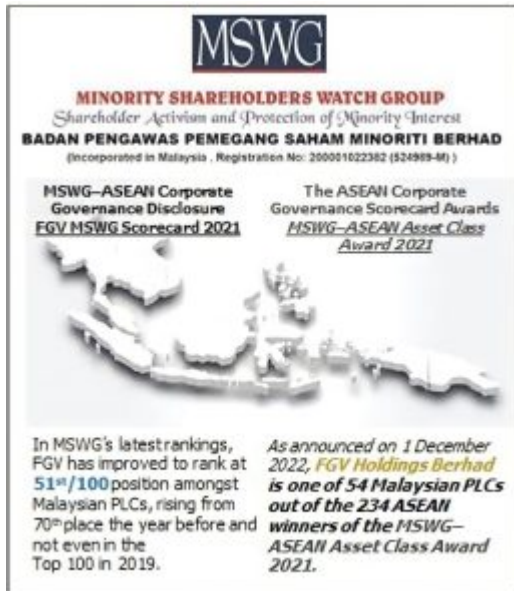 MSWG
MINORITY SHAREHOLDERS WATCH GROUP
Shareholder Activism and Protection of Minority Interest
BADAN PENGAWAS PEMEGANG SAHAM MINORITI BERHAD
(Incorporated in Malaysia . Registration No: 200001022382 (524989-M) )
MSWG–ASEAN Corporate
Governance Disclosure
FGV MSWG Scorecard 2021
The ASEAN Corporate
Governance Scorecard Awards
MSWG–ASEAN Asset Class
Award 2021
In MSWG's latest rankings,
FGV has improved to rank at
51st/100 position amongst
Malaysian PLCs, rising from
70th place the year before and
not even in the
Top 100 in 2019.
As announced on 1 December
2022, FGV Holdings Berhad
is one of 54 Malaysian PLCs
out of the 234 ASEAN
winners of the MSWG–
ASEAN Asset Class Award
2021.